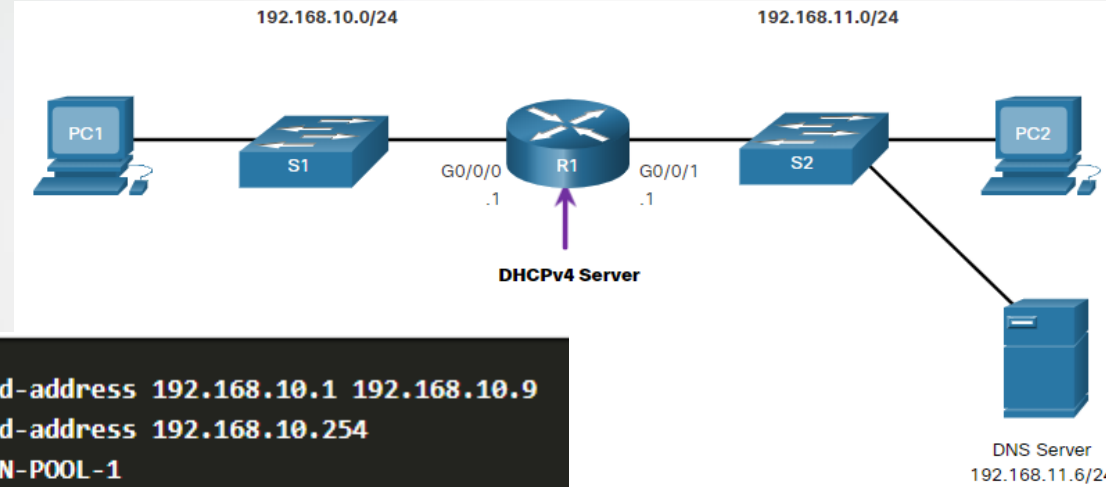 192.168.10.0/24
192.168.11.0/24
PC1
S1
G0/0/0
.1
R1
G0/0/1
.1
S2
PC2
DHCPv4 Server
d-address 192.168.10.1 192.168.10.9
d-address 192.168.10.254
N-POOL-1
DNS Server
192.168.11.6/24